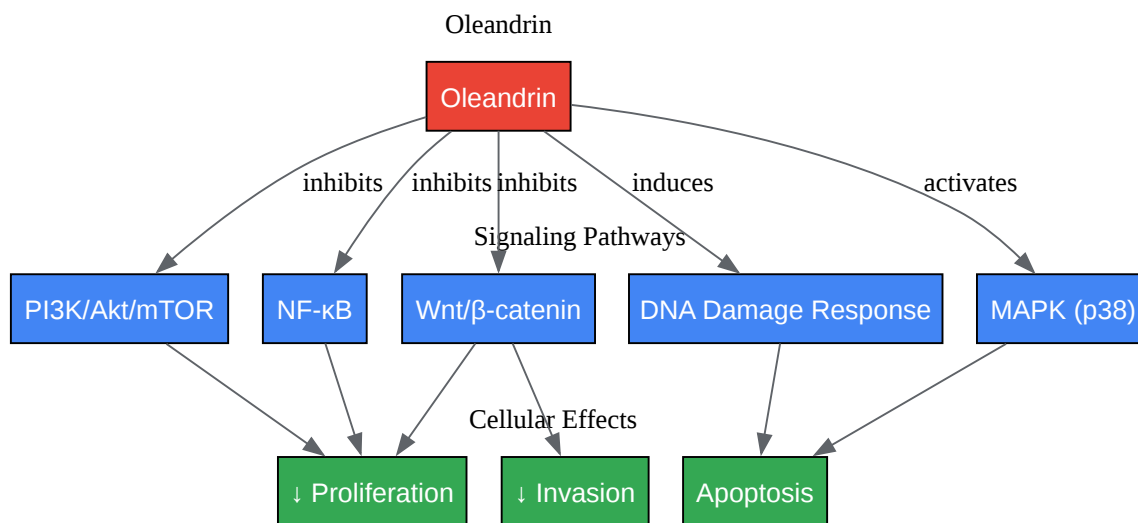 Oleandrin
Oleandrin
inhibits
inhibits
inhibits
induces
activates
Signaling Pathways
PI3K/Akt/mTOR
NF-κB
Wnt/β-catenin
DNA Damage Response
MAPK (p38)
Cellular Effects
↓ Proliferation
↓ Invasion
Apoptosis